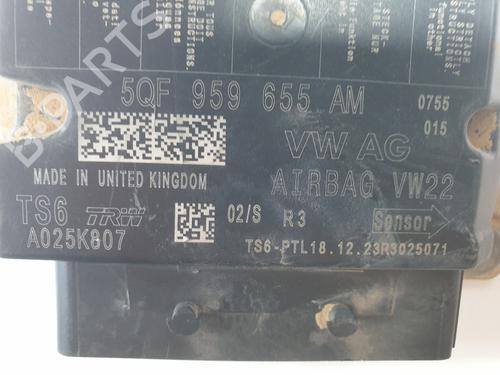 5QF 959 655 AM
0755
015
VW AG
MADE IN UNITED KINGDOM
AIRBAG VW22
TS6 TRW
02/S R3
Sensor
A025K807
TS6-PTL18.12.23R3025071
B-PARTS